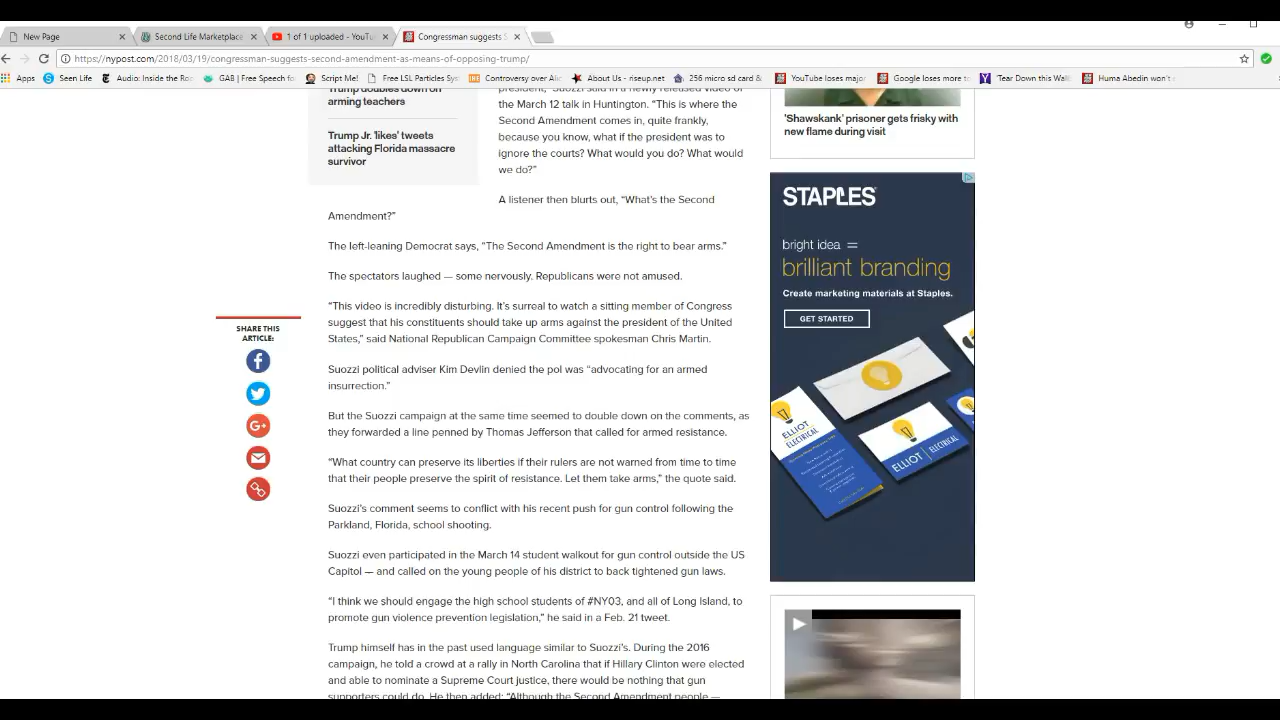 New Page
Second Life Marketplace
1 of 1 uploaded - YouTu
Congressman suggests S
https://nypost.com/2018/03/19/congressman-suggests-second-amendment-as-means-of-opposing-trump/
Apps
Seen Life
Audio: Inside the Ro
GAB | Free Speech fo
Script Me!
Free LSL Particles Sys
Controversy over Alic
About Us - riseup.net
256 micro sd card &
YouTube loses major
Google loses more to
'Tear Down this Wall
Huma Abedin won't
Trump doubles down on
arming teachers
Trump Jr. 'likes' tweets
attacking Florida massacre
survivor
president," Suozzi said in a newly released video of
the March 12 talk in Huntington. "This is where the
Second Amendment comes in, quite frankly,
because you know, what if the president was to
ignore the courts? What would you do? What would
we do?"
A listener then blurts out, "What's the Second
Amendment?"
The left-leaning Democrat says, "The Second Amendment is the right to bear arms."
The spectators laughed — some nervously. Republicans were not amused.
"This video is incredibly disturbing. It's surreal to watch a sitting member of Congress
suggest that his constituents should take up arms against the president of the United
States," said National Republican Campaign Committee spokesman Chris Martin.
Suozzi political adviser Kim Devlin denied the pol was "advocating for an armed
insurrection."
But the Suozzi campaign at the same time seemed to double down on the comments, as
they forwarded a line penned by Thomas Jefferson that called for armed resistance.
"What country can preserve its liberties if their rulers are not warned from time to time
that their people preserve the spirit of resistance. Let them take arms," the quote said.
Suozzi's comment seems to conflict with his recent push for gun control following the
Parkland, Florida, school shooting.
Suozzi even participated in the March 14 student walkout for gun control outside the US
Capitol — and called on the young people of his district to back tightened gun laws.
"I think we should engage the high school students of #NY03, and all of Long Island, to
promote gun violence prevention legislation," he said in a Feb. 21 tweet.
Trump himself has in the past used language similar to Suozzi's. During the 2016
campaign, he told a crowd at a rally in North Carolina that if Hillary Clinton were elected
and able to nominate a Supreme Court justice, there would be nothing that gun
supporters could do. He then added: "Although the Second Amendment people —
SHARE THIS
ARTICLE:
'Shawskank' prisoner gets frisky with
new flame during visit
STAPLES
bright idea =
brilliant branding
Create marketing materials at Staples.
GET STARTED
ELLIOT
ELECTRICAL
ELLIOT
ELECTRICAL